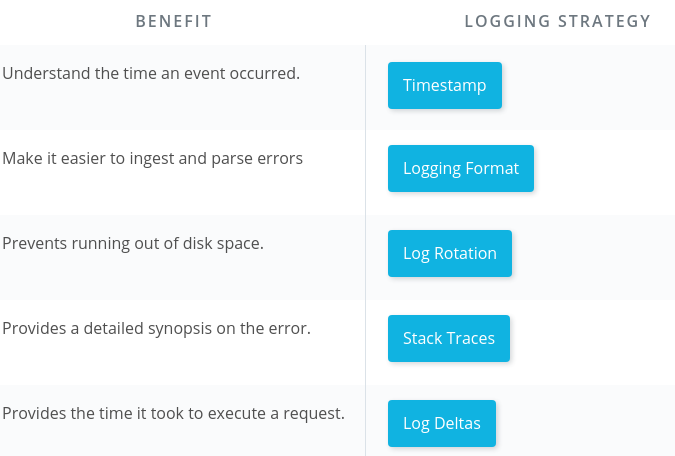 BENEFIT LOGGING STRATEGY
Understand the time an event occurred. Timestamp
Make it easier to ingest and parse errors Logging Format
Prevents running out of disk space. Log Rotation
Provides a detailed synopsis on the error. Stack Traces
Provides the time it took to execute a request. Log Deltas